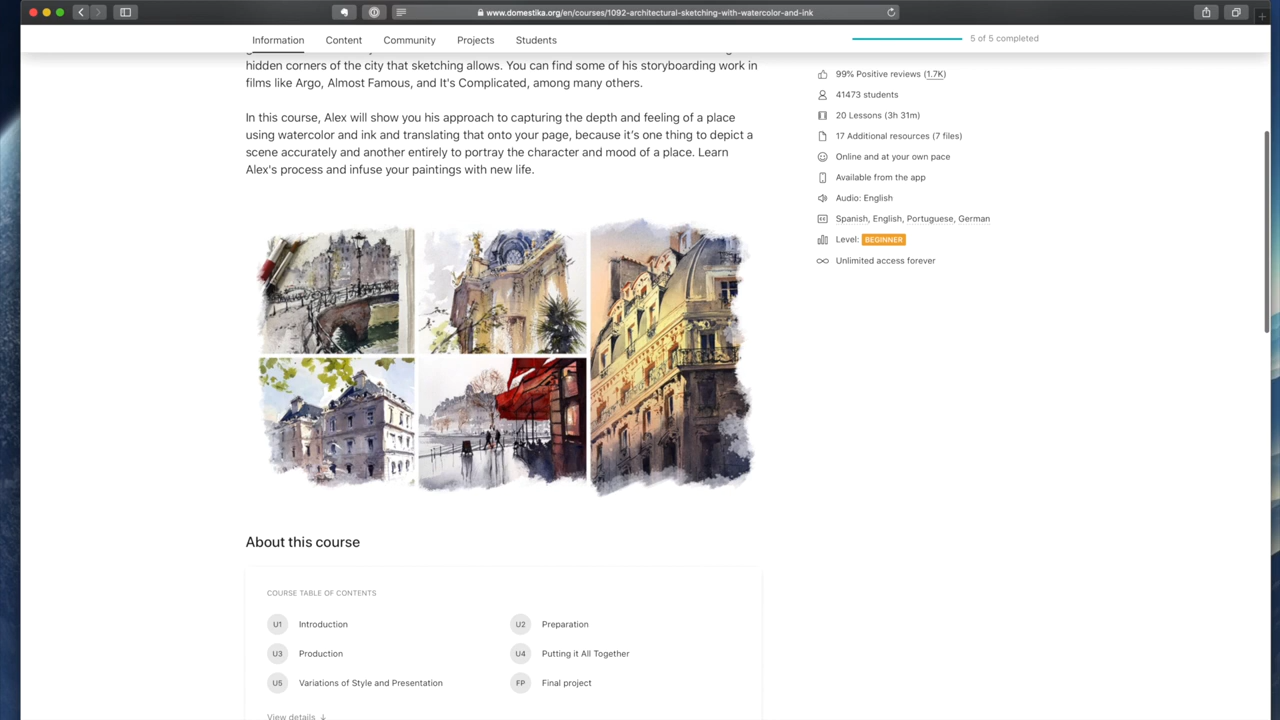 www.domestika.org/en/courses/1092-architectural-sketching-with-watercolor-and-ink
Information
Content
Community
Projects
Students
5 of 5 completed
hidden corners of the city that sketching allows. You can find some of his storyboarding work in
films like Argo, Almost Famous, and It's Complicated, among many others.
In this course, Alex will show you his approach to capturing the depth and feeling of a place
using watercolor and ink and translating that onto your page, because it’s one thing to depict a
scene accurately and another entirely to portray the character and mood of a place. Learn
Alex's process and infuse your paintings with new life.
99% Positive reviews (1.7K)
41473 students
20 Lessons (3h 31m)
17 Additional resources (7 files)
Online and at your own pace
Available from the app
Audio: English
Spanish, English, Portuguese, German
Level: BEGINNER
Unlimited access forever
About this course
COURSE TABLE OF CONTENTS
U1 Introduction
U2 Preparation
U3 Production
U4 Putting it All Together
U5 Variations of Style and Presentation
FP Final project
View details